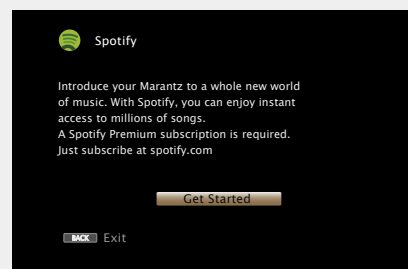 Spotify
Introduce your Marantz to a whole new world
of music. With Spotify, you can enjoy instant
access to millions of songs.
A Spotify Premium subscription is required.
Just subscribe at spotify.com
Get Started
BACK Exit